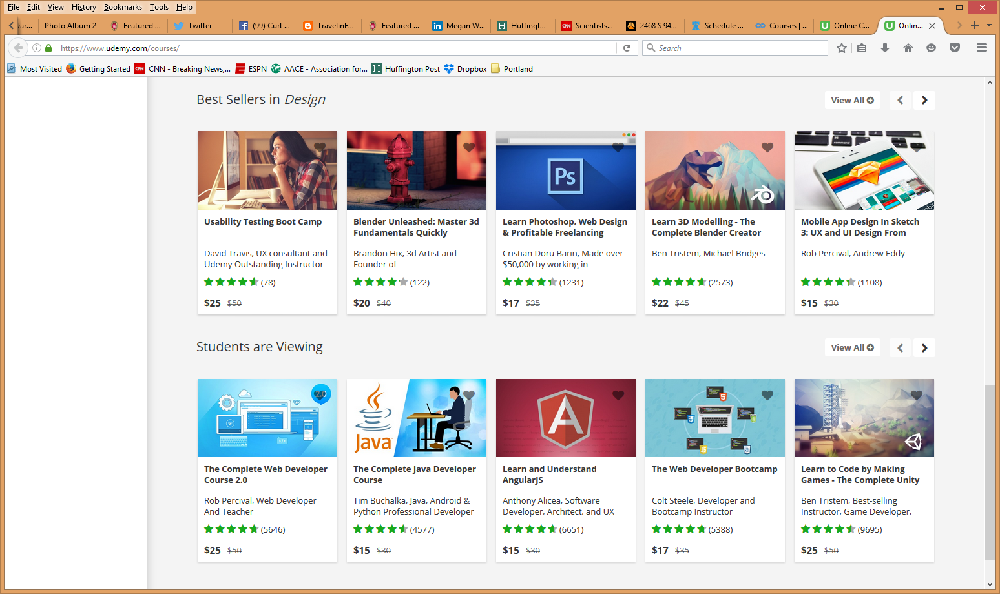 File Edit View History Bookmarks Tools Help
var... Photo Album 2 Featured ... Twitter (99) Curt ... TravelinE... Featured ... Megan W... Huffingt... Scientists... 2468 S 94... Schedule ... Courses | ... Online C... Onlin...
https://www.udemy.com/courses/ Search
Most Visited Getting Started CNN - Breaking News,... ESPN AACE - Association for... Huffington Post Dropbox Portland
Best Sellers in Design View All
Ps
command
Usability Testing Boot Camp
David Travis, UX consultant and
Udemy Outstanding Instructor
(78)
$25 $50
Blender Unleashed: Master 3d
Fundamentals Quickly
Brandon Hix, 3d Artist and
Founder of
(122)
$20 $40
Learn Photoshop, Web Design
& Profitable Freelancing
Cristian Doru Barin, Made over
$50,000 by working in
(1231)
$17 $35
Learn 3D Modelling - The
Complete Blender Creator
Ben Tristem, Michael Bridges
(2573)
$22 $45
Mobile App Design In Sketch
3: UX and UI Design From
Rob Percival, Andrew Eddy
(1108)
$15 $30
Students are Viewing View All
2.0
W
Java
A
The Complete Web Developer
Course 2.0
Rob Percival, Web Developer
And Teacher
(5646)
$25 $50
The Complete Java Developer
Course
Tim Buchalka, Java, Android &
Python Professional Developer
(4577)
$15 $30
Learn and Understand
AngularJS
Anthony Alicea, Software
Developer, Architect, and UX
(6651)
$15 $30
The Web Developer Bootcamp
Colt Steele, Developer and
Bootcamp Instructor
(5388)
$17 $35
Learn to Code by Making
Games - The Complete Unity
Ben Tristem, Best-selling
Instructor, Game Developer,
(9695)
$25 $50